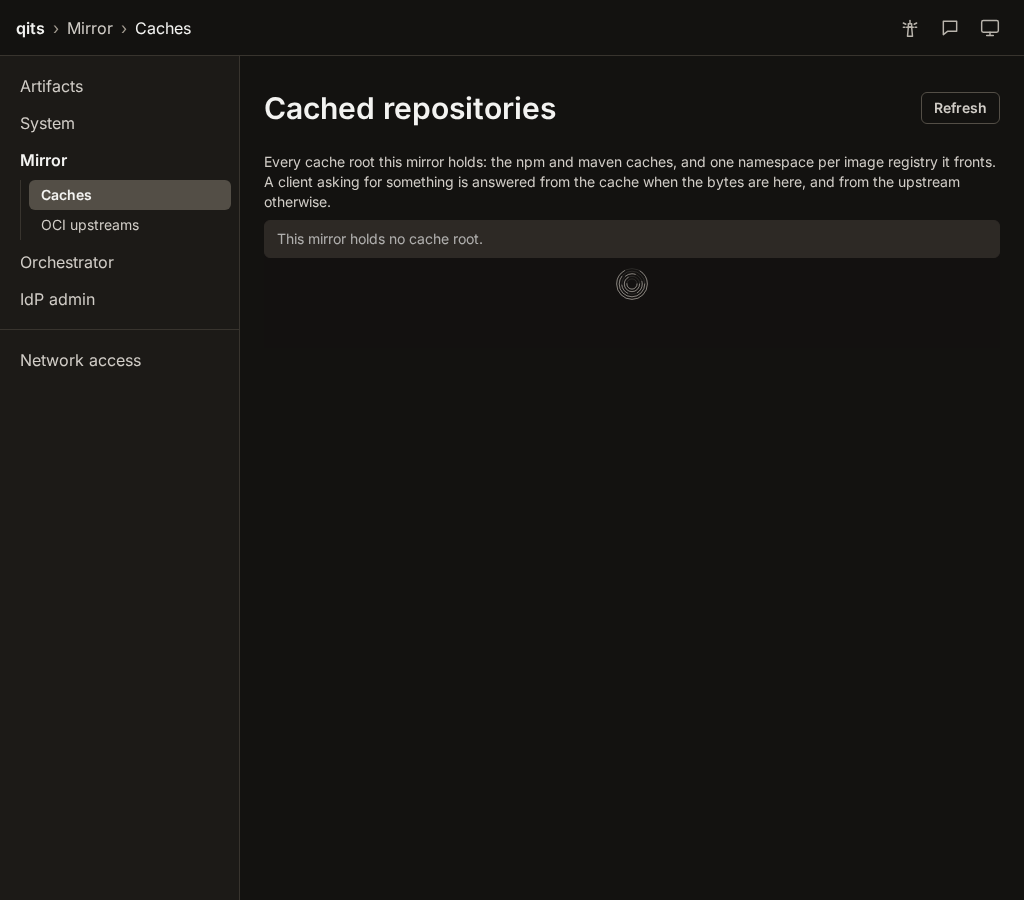 qits › Mirror › Caches
Artifacts
System
Mirror
Caches
OCI upstreams
Orchestrator
IdP admin
Network access
Cached repositories
Refresh
Every cache root this mirror holds: the npm and maven caches, and one namespace per image registry it fronts.
A client asking for something is answered from the cache when the bytes are here, and from the upstream
otherwise.
This mirror holds no cache root.